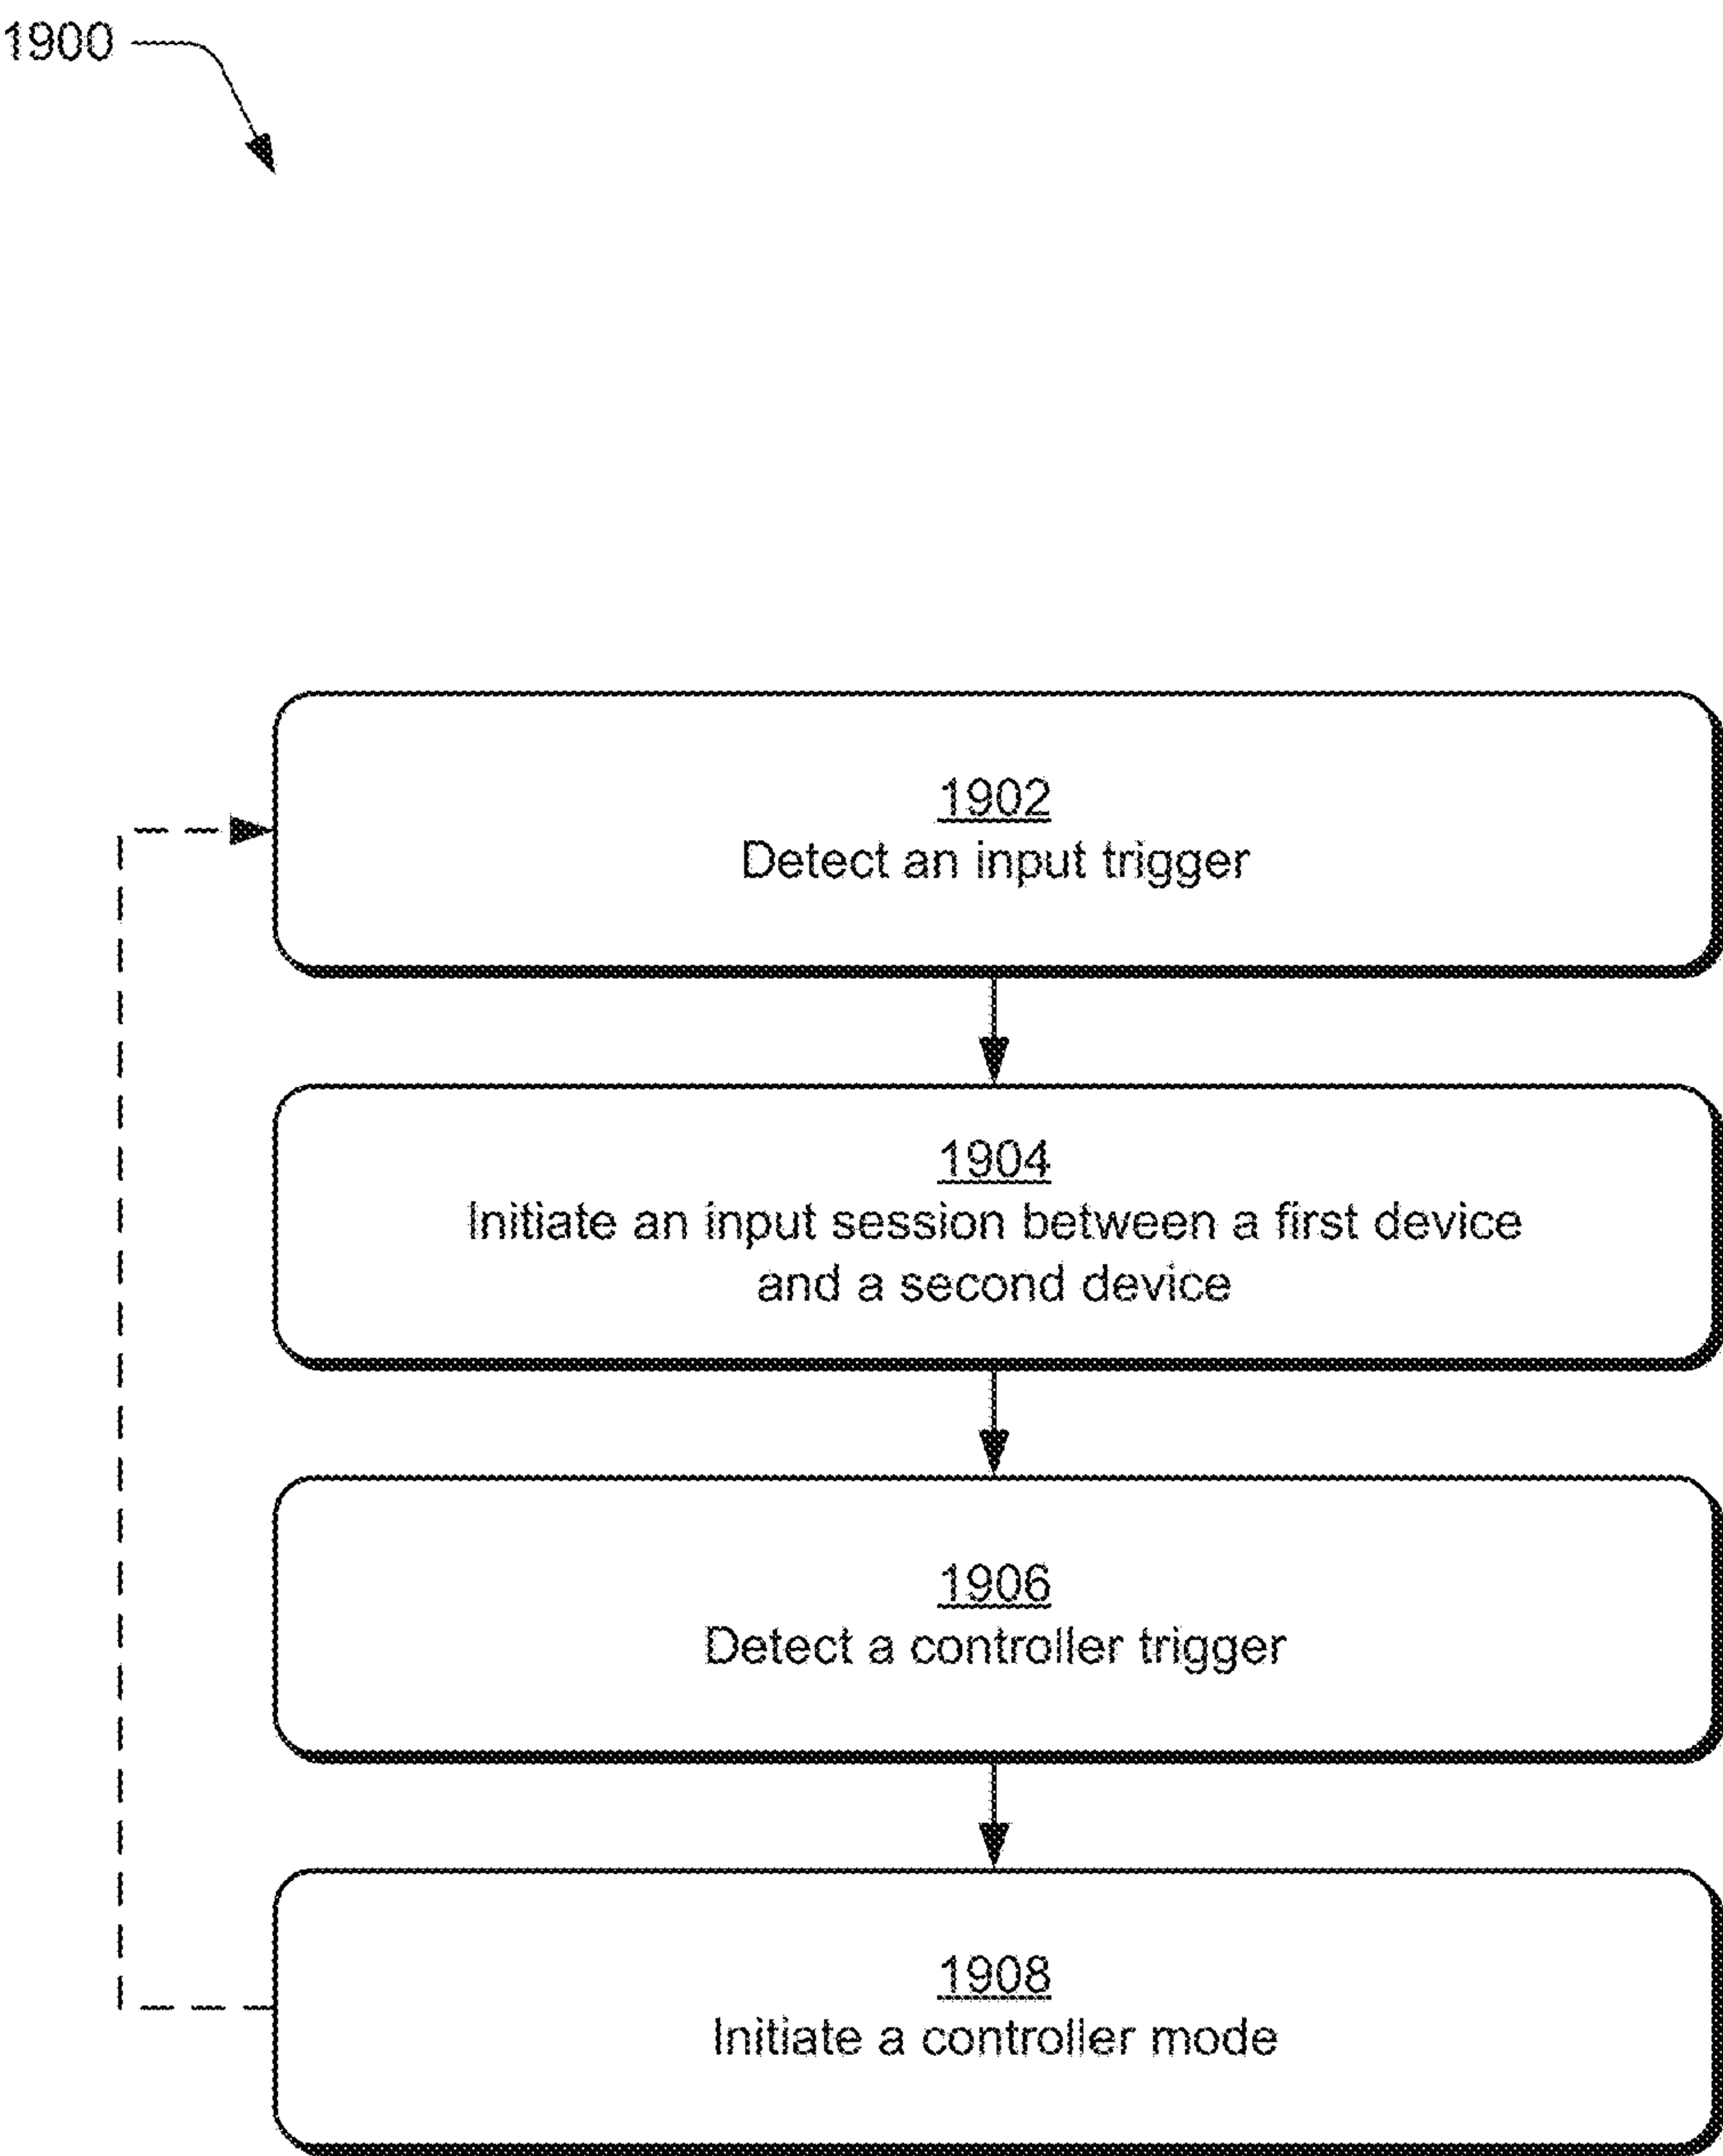 1900
1902
Detect an input trigger
1904
Initiate an input session between a first device
and a second device
1906
Detect a controller trigger
1908
Initiate a controller mode